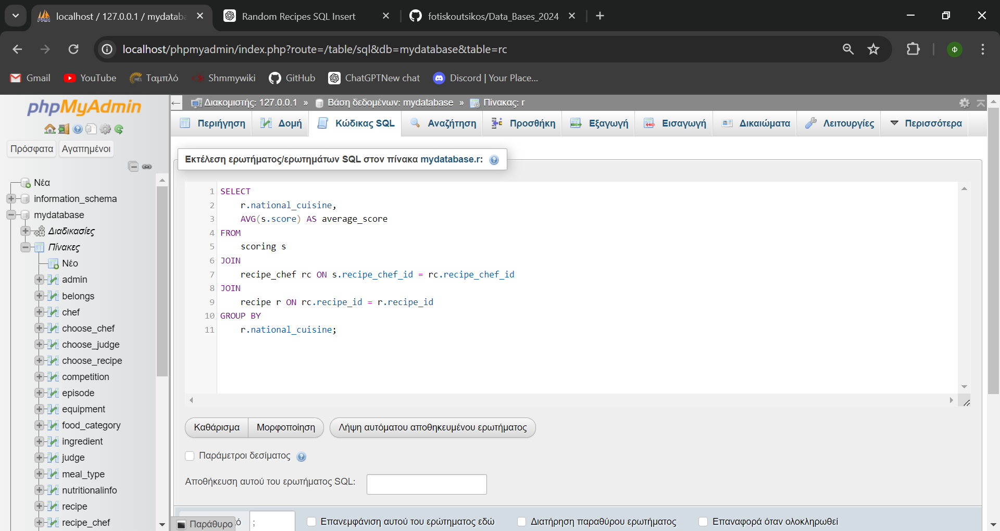 localhost / 127.0.0.1 / mydataba
Random Recipes SQL Insert
fotiskoutsikos/Data_Bases_2024
localhost/phpmyadmin/index.php?route=/table/sql&db=mydatabase&table=rc
Φ
Gmail
YouTube
Ταμπλό
Shmmywiki
GitHub
ChatGPTNew chat
Discord | Your Place...
phpMyAdmin
Πρόσφατα
Αγαπημένοι
Νέα
information_schema
mydatabase
Διαδικασίες
Πίνακες
Νέο
admin
belongs
chef
choose_chef
choose_judge
choose_recipe
competition
episode
equipment
food_category
ingredient
judge
meal_type
nutritionalinfo
recipe
recipe_chef
Διακομιστής: 127.0.0.1 » Βάση δεδομένων: mydatabase » Πίνακας: r
Περιήγηση
Δομή
Κώδικας SQL
Αναζήτηση
Προσθήκη
Εξαγωγή
Εισαγωγή
Δικαιώματα
Λειτουργίες
Περισσότερα
Εκτέλεση ερωτήματος/ερωτημάτων SQL στον πίνακα mydatabase.r:
1 SELECT
2 r.national_cuisine,
3 AVG(s.score) AS average_score
4 FROM
5 scoring s
6 JOIN
7 recipe_chef rc ON s.recipe_chef_id = rc.recipe_chef_id
8 JOIN
9 recipe r ON rc.recipe_id = r.recipe_id
10 GROUP BY
11 r.national_cuisine;
Καθάρισμα
Μορφοποίηση
Λήψη αυτόματου αποθηκευμένου ερωτήματος
Παράμετροι δεσίματος
Αποθήκευση αυτού του ερωτήματος SQL:
Παράθυρο
ό
;
Επανεμφάνιση αυτού του ερώτηματος εδώ
Διατήρηση παραθύρου ερωτήματος
Επαναφορά όταν ολοκληρωθεί